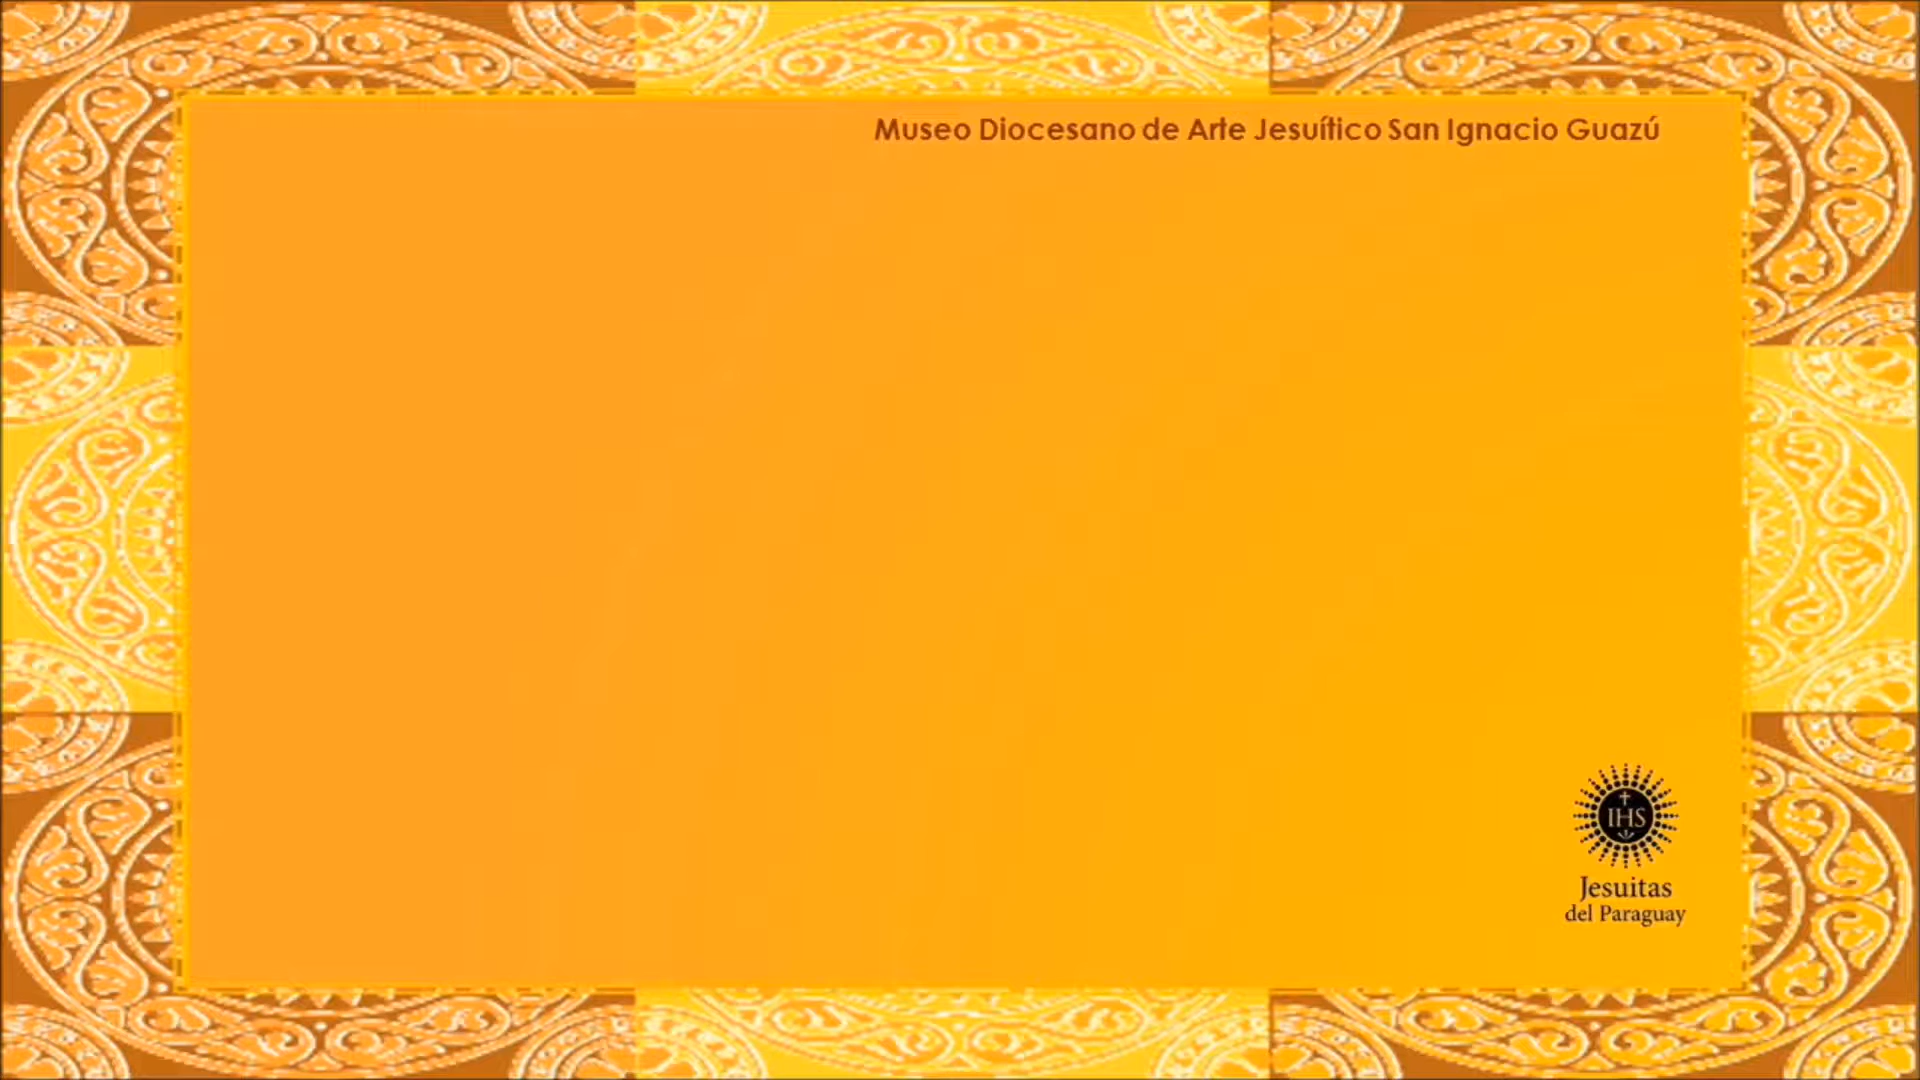 Museo Diocesano de Arte Jesuítico San Ignacio Guazú
IHS
Jesuitas
del Paraguay